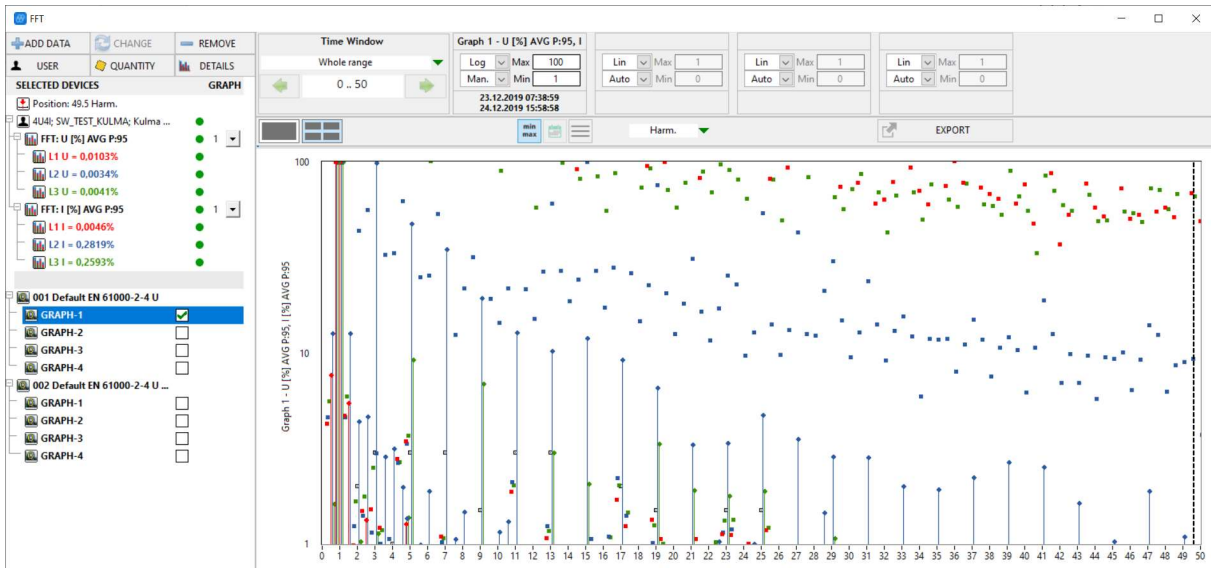 FFT
ADD DATA CHANGE REMOVE
USER QUANTITY DETAILS
SELECTED DEVICES GRAPH
Position: 49.5 Harm.
4U4I; SW_TEST_KULMA; Kulma ...
FFT: U [%] AVG P:95 1
L1 U = 0,0103%
L2 U = 0,0034%
L3 U = 0,0041%
FFT: I [%] AVG P:95 1
L1 I = 0,0046%
L2 I = 0,2819%
L3 I = 0,2593%
001 Default EN 61000-2-4 U
GRAPH-1
GRAPH-2
GRAPH-3
GRAPH-4
002 Default EN 61000-2-4 U ...
GRAPH-1
GRAPH-2
GRAPH-3
GRAPH-4
Time Window
Whole range
0 .. 50
Graph 1 - U [%] AVG P:95, I
Log Max 100
Man. Min 1
23.12.2019 07:38:59
24.12.2019 15:58:58
Lin Max 1
Auto Min 0
Lin Max 1
Auto Min 0
Lin Max 1
Auto Min 0
min
max
Harm.
EXPORT
Graph 1 - U [%] AVG P:95, I [%] AVG P:95
100
10
1
0 1 2 3 4 5 6 7 8 9 10 11 12 13 14 15 16 17 18 19 20 21 22 23 24 25 26 27 28 29 30 31 32 33 34 35 36 37 38 39 40 41 42 43 44 45 46 47 48 49 50